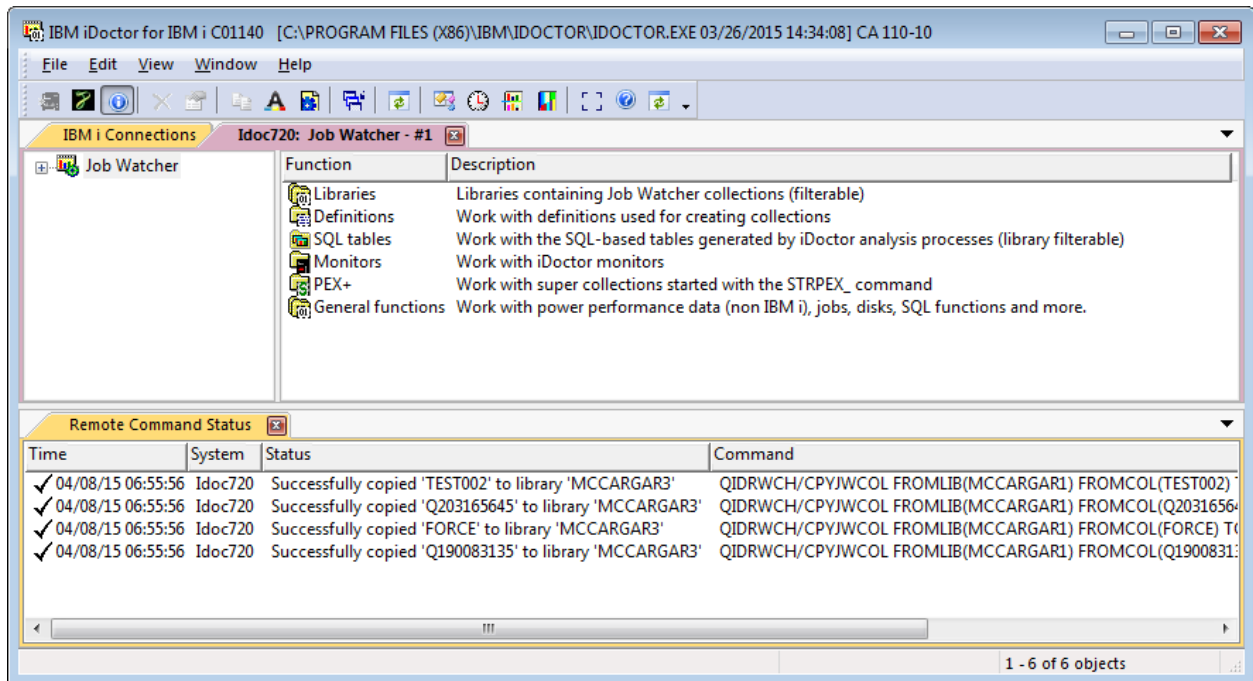 IBM iDoctor for IBM i C01140 [C:\PROGRAM FILES (X86)\IBM\IDOCTOR\IDOCTOR.EXE 03/26/2015 14:34:08] CA 110-10
File Edit View Window Help
IBM i Connections Idoc720: Job Watcher - #1
Job Watcher
Function Description
Libraries Libraries containing Job Watcher collections (filterable)
Definitions Work with definitions used for creating collections
SQL tables Work with the SQL-based tables generated by iDoctor analysis processes (library filterable)
Monitors Work with iDoctor monitors
PEX+ Work with super collections started with the STRPEX_ command
General functions Work with power performance data (non IBM i), jobs, disks, SQL functions and more.
Remote Command Status
Time System Status Command
04/08/15 06:55:56 Idoc720 Successfully copied 'TEST002' to library 'MCCARGAR3' QIDRWCH/CPYJWCOL FROMLIB(MCCARGAR1) FROMCOL(TEST002)
04/08/15 06:55:56 Idoc720 Successfully copied 'Q203165645' to library 'MCCARGAR3' QIDRWCH/CPYJWCOL FROMLIB(MCCARGAR1) FROMCOL(Q20316564
04/08/15 06:55:56 Idoc720 Successfully copied 'FORCE' to library 'MCCARGAR3' QIDRWCH/CPYJWCOL FROMLIB(MCCARGAR1) FROMCOL(FORCE)
04/08/15 06:55:56 Idoc720 Successfully copied 'Q190083135' to library 'MCCARGAR3' QIDRWCH/CPYJWCOL FROMLIB(MCCARGAR1) FROMCOL(Q19008313
1 - 6 of 6 objects